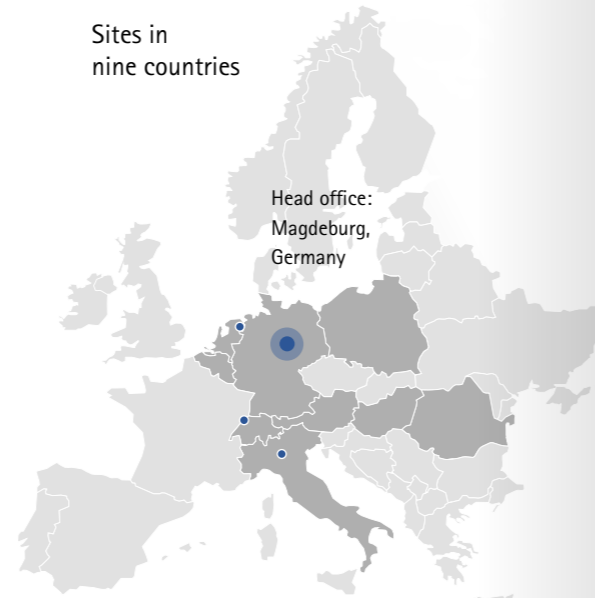 Sites in
nine countries
Head office:
Magdeburg,
Germany